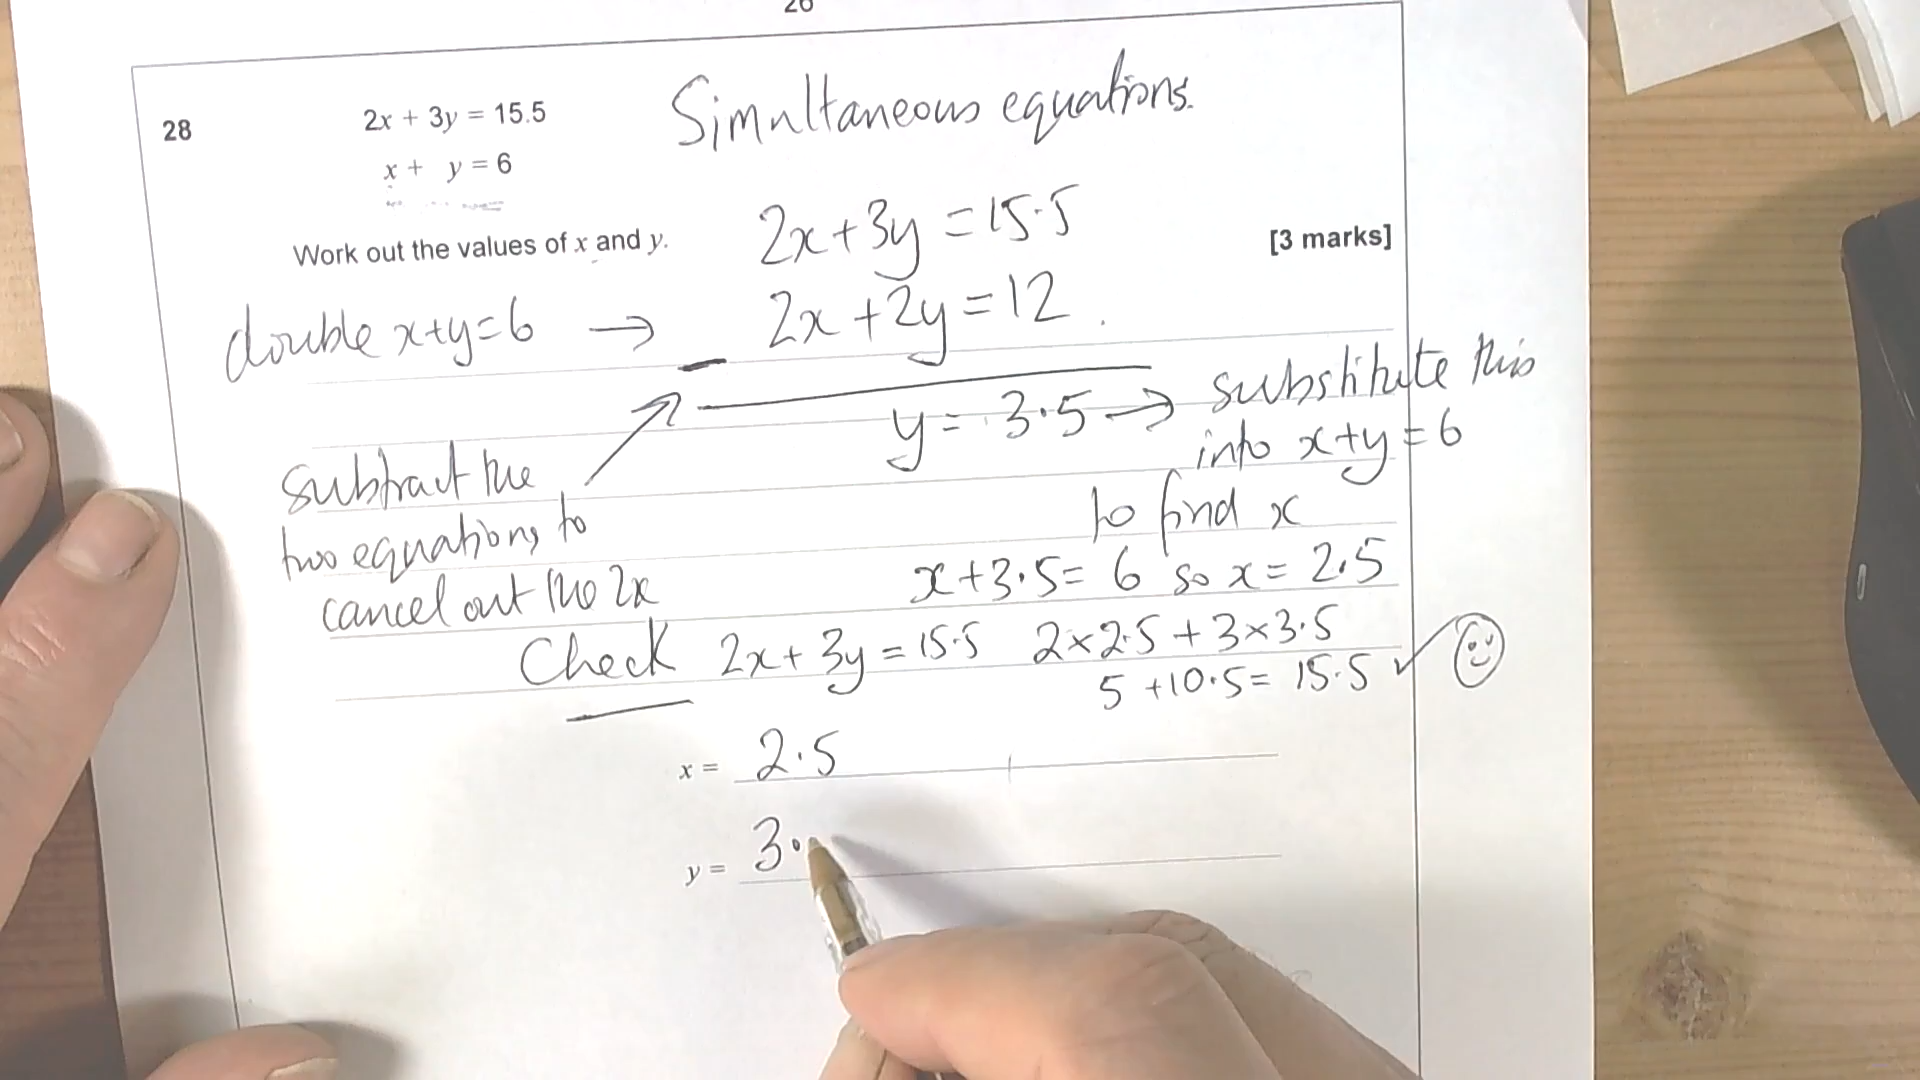 26
28
2x + 3y = 15.5
x + y = 6
Simultaneous equations.
Work out the values of x and y.
[3 marks]
2x+3y = 15.5
double x+y=6 → 2x+2y=12
y = 3.5 → substitute this
into x+y=6
to find x
subtract the
two equations to
cancel out the 2x
x+3.5= 6 so x= 2.5
Check 2x+3y=15.5 2×2.5 + 3×3.5
5 +10.5= 15.5 ✓
x = 2.5
y = 3.